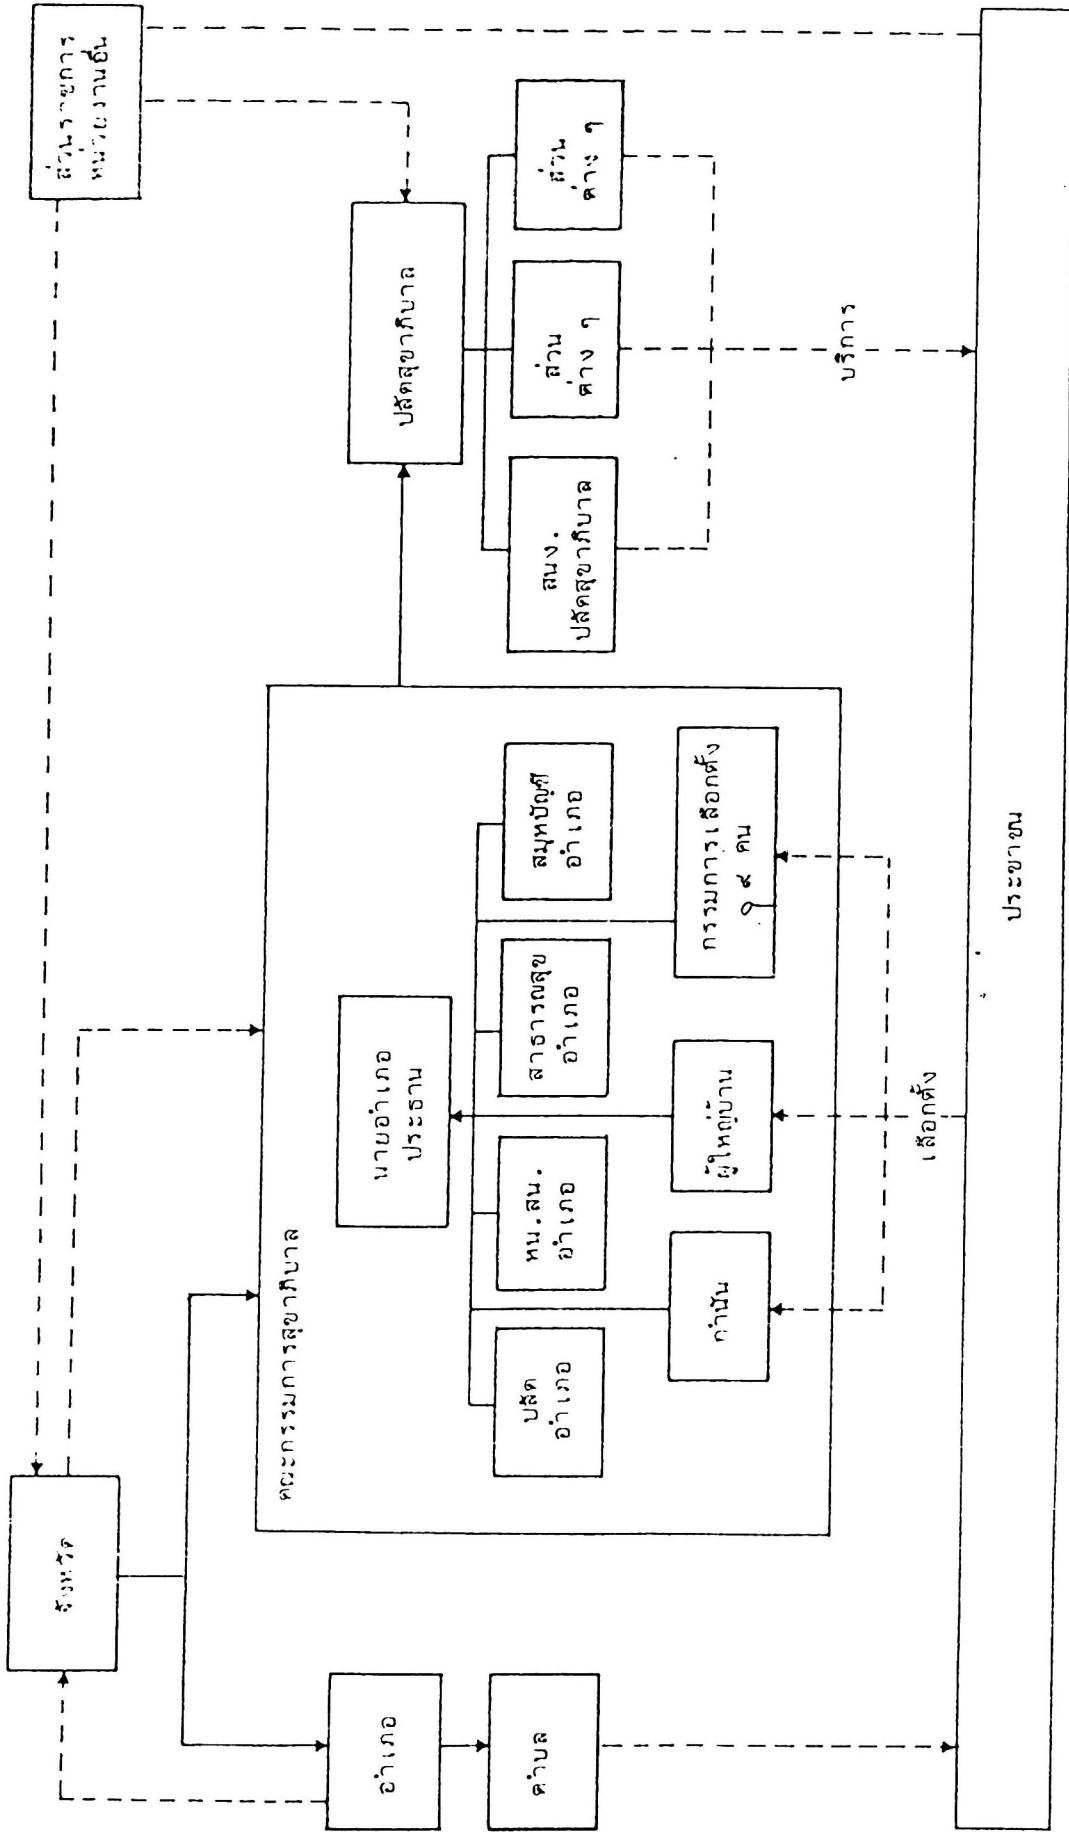 ส่วนราชการ
หน่วยงานอื่น
จังหวัด
คณะกรรมการสุขาภิบาล
นายอำเภอ
ประธาน
ปลัดสุขาภิบาล
อำเภอ
ตำบล
ปลัด
อำเภอ
หน.สน.
อำเภอ
สาธารณสุข
อำเภอ
สมุหบัญชี
อำเภอ
สนง.
ปลัดสุขาภิบาล
ส่วน
ต่าง ๆ
ส่วน
ต่าง ๆ
กำนัน
ผู้ใหญ่บ้าน
กรรมการเลือกตั้ง
๑๙ คน
เลือกตั้ง
บริการ
ประชาชน